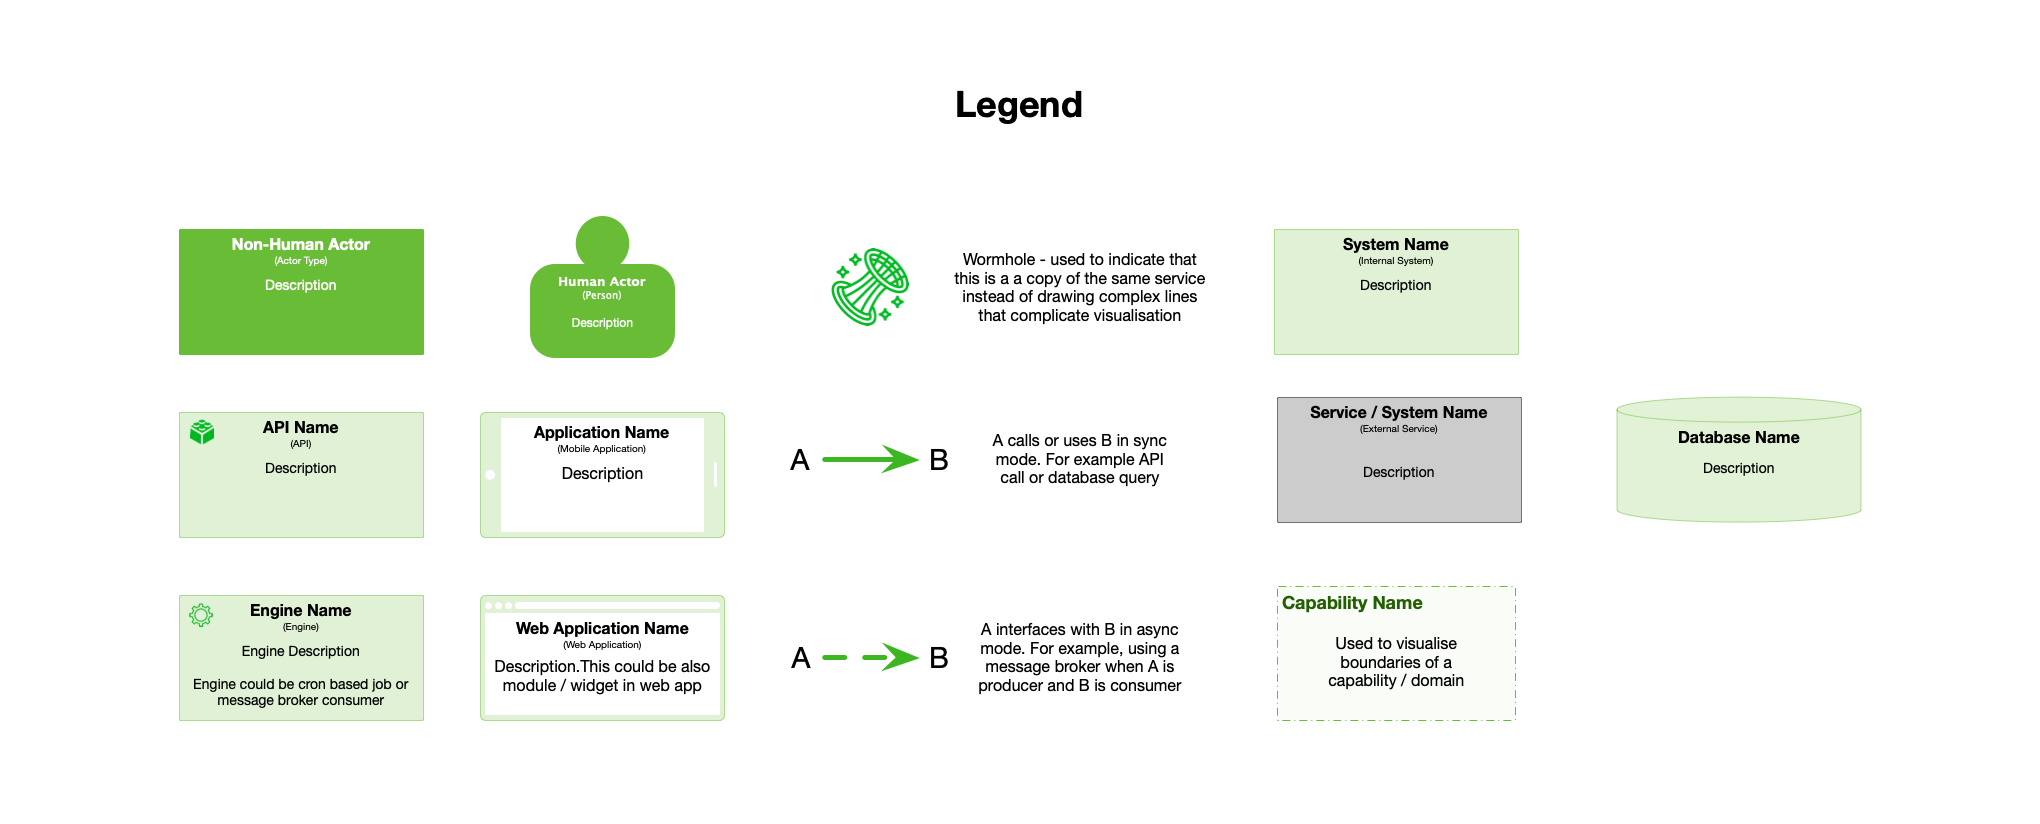 Legend
Non-Human Actor
(Actor Type)
Description
Human Actor
(Person)
Description
Wormhole - used to indicate that
this is a a copy of the same service
instead of drawing complex lines
that complicate visualisation
System Name
(Internal System)
Description
API Name
(API)
Description
Application Name
(Mobile Application)
Description
A
B
A calls or uses B in sync
mode. For example API
call or database query
Service / System Name
(External Service)
Description
Database Name
Description
Engine Name
(Engine)
Engine Description
Engine could be cron based job or
message broker consumer
Web Application Name
(Web Application)
Description.This could be also
module / widget in web app
A
B
A interfaces with B in async
mode. For example, using a
message broker when A is
producer and B is consumer
Capability Name
Used to visualise
boundaries of a
capability / domain